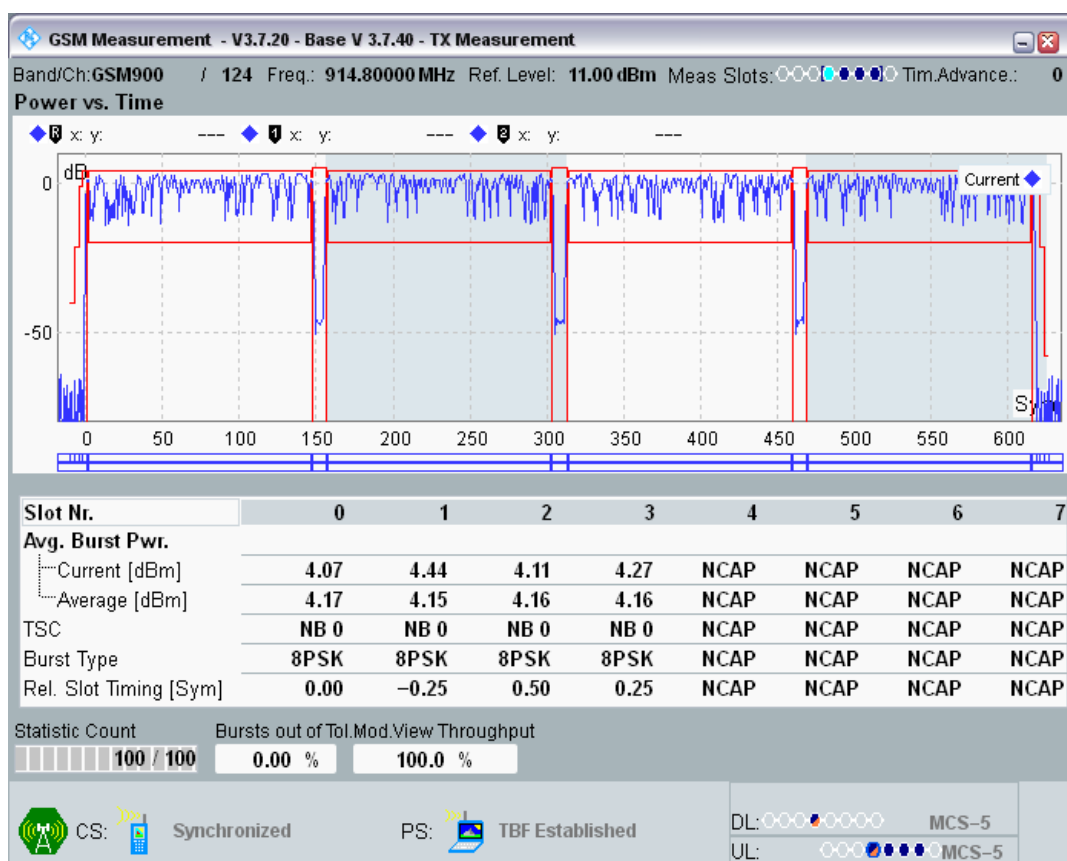 GSM Measurement - V3.7.20 - Base V 3.7.40 - TX Measurement
Band/Ch:GSM900 / 124 Freq.: 914.80000 MHz Ref. Level: 11.00 dBm Meas Slots: Tim.Advance.: 0
Power vs. Time
R x: y: --- 1 x: y: --- 2 x: y: ---
Current
0
-50
0 50 100 150 200 250 300 350 400 450 500 550 600
Slot Nr. 0 1 2 3 4 5 6 7
Avg. Burst Pwr.
Current [dBm] 4.07 4.44 4.11 4.27 NCAP NCAP NCAP NCAP
Average [dBm] 4.17 4.15 4.16 4.16 NCAP NCAP NCAP NCAP
TSC NB 0 NB 0 NB 0 NB 0 NCAP NCAP NCAP NCAP
Burst Type 8PSK 8PSK 8PSK 8PSK NCAP NCAP NCAP NCAP
Rel. Slot Timing [Sym] 0.00 −0.25 0.50 0.25 NCAP NCAP NCAP NCAP
Statistic Count Bursts out of Tol. Mod.View Throughput
100 / 100 0.00 % 100.0 %
CS: Synchronized PS: TBF Established
DL: MCS−5
UL: MCS−5